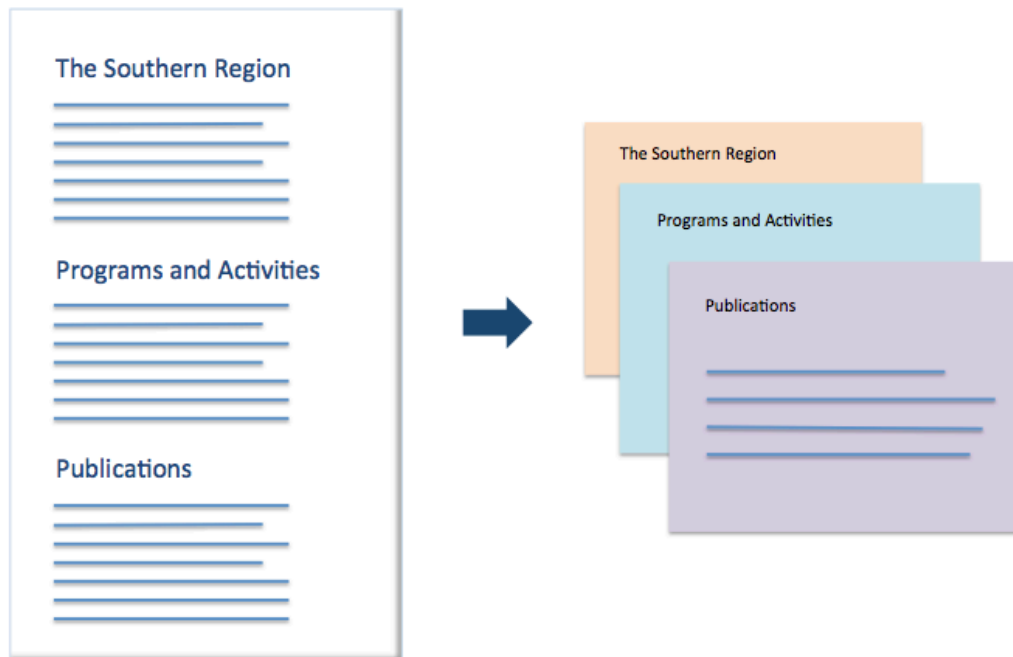 The Southern Region
Programs and Activities
Publications
The Southern Region
Programs and Activities
Publications